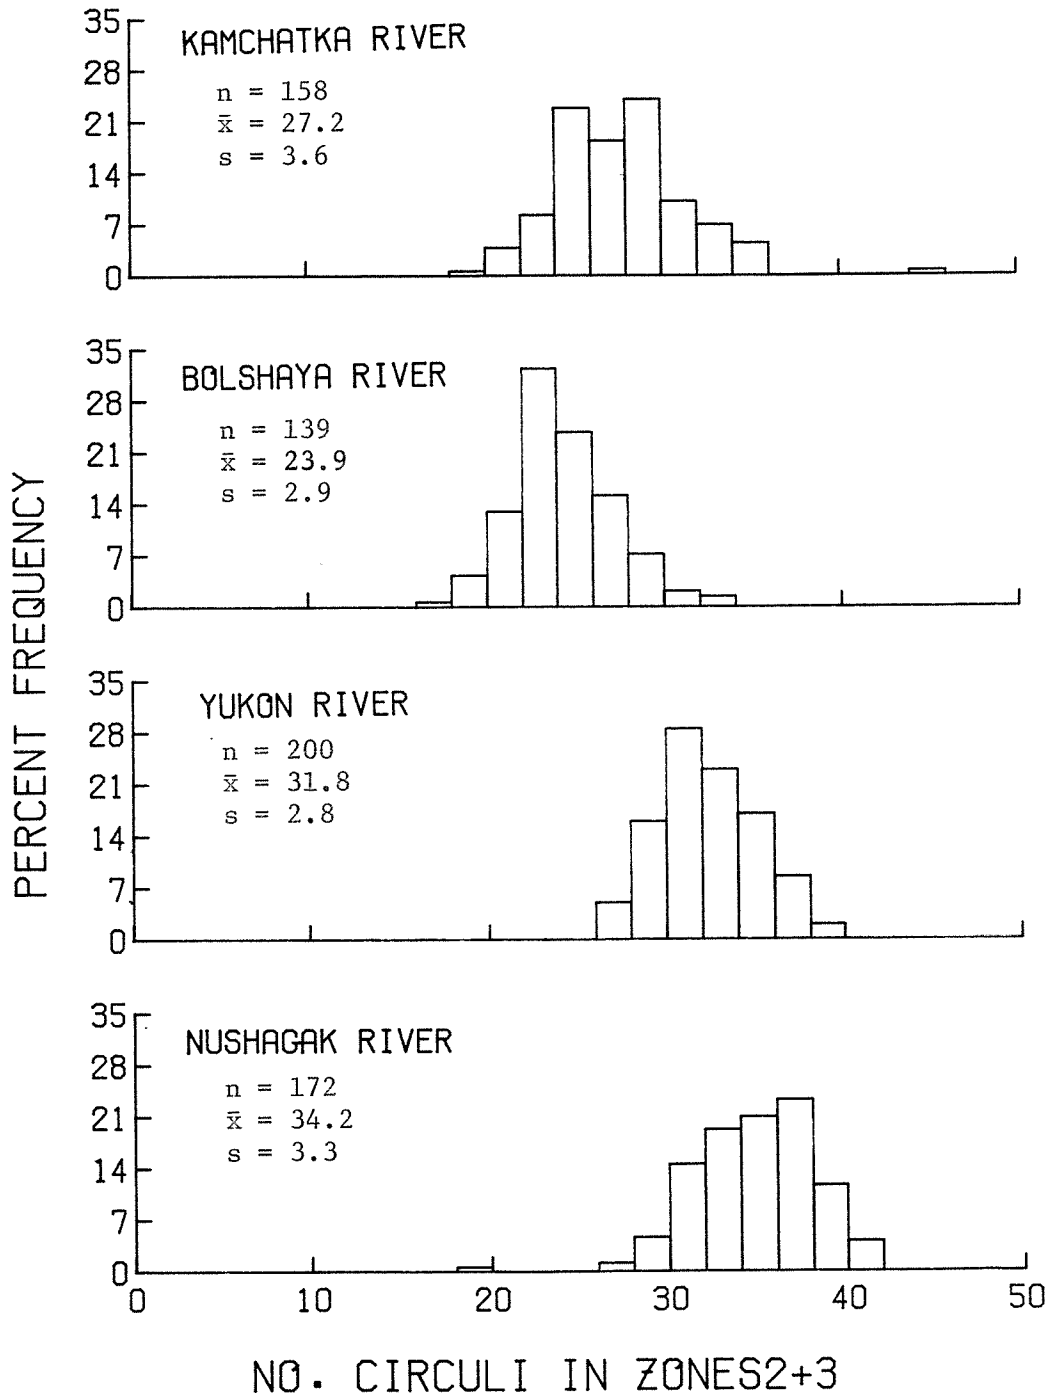 KAMCHATKA RIVER
n = 158
x̄ = 27.2
s = 3.6
35
28
21
14
7
0
BOLSHAYA RIVER
n = 139
x̄ = 23.9
s = 2.9
35
28
21
14
7
0
YUKON RIVER
n = 200
x̄ = 31.8
s = 2.8
35
28
21
14
7
0
NUSHAGAK RIVER
n = 172
x̄ = 34.2
s = 3.3
35
28
21
14
7
0
0 10 20 30 40 50
PERCENT FREQUENCY
NO. CIRCULI IN ZONES2+3